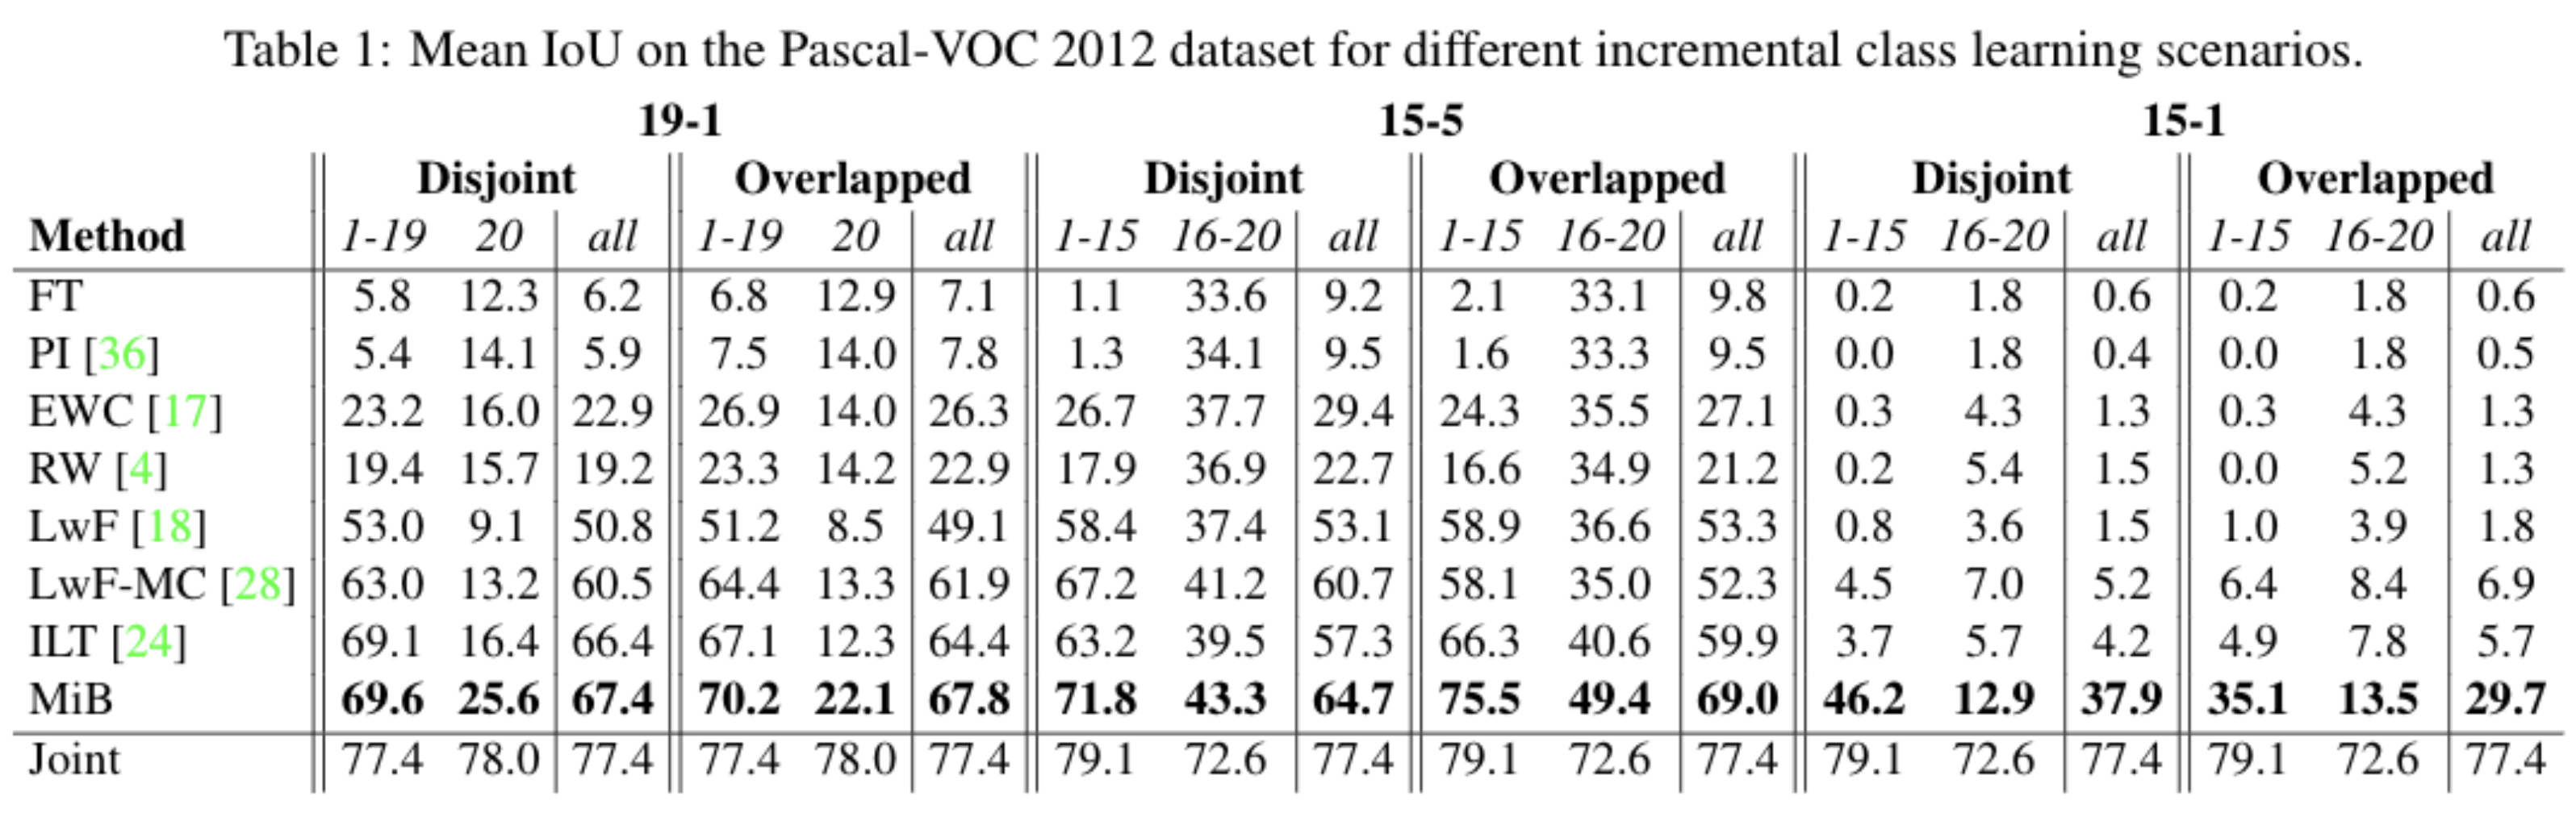 Table 1: Mean IoU on the Pascal-VOC 2012 dataset for different incremental class learning scenarios.
19-1 15-5 15-1
Disjoint Overlapped Disjoint Overlapped Disjoint Overlapped
Method 1-19 20 all 1-19 20 all 1-15 16-20 all 1-15 16-20 all 1-15 16-20 all 1-15 16-20 all
FT 5.8 12.3 6.2 6.8 12.9 7.1 1.1 33.6 9.2 2.1 33.1 9.8 0.2 1.8 0.6 0.2 1.8 0.6
PI [36] 5.4 14.1 5.9 7.5 14.0 7.8 1.3 34.1 9.5 1.6 33.3 9.5 0.0 1.8 0.4 0.0 1.8 0.5
EWC [17] 23.2 16.0 22.9 26.9 14.0 26.3 26.7 37.7 29.4 24.3 35.5 27.1 0.3 4.3 1.3 0.3 4.3 1.3
RW [4] 19.4 15.7 19.2 23.3 14.2 22.9 17.9 36.9 22.7 16.6 34.9 21.2 0.2 5.4 1.5 0.0 5.2 1.3
LwF [18] 53.0 9.1 50.8 51.2 8.5 49.1 58.4 37.4 53.1 58.9 36.6 53.3 0.8 3.6 1.5 1.0 3.9 1.8
LwF-MC [28] 63.0 13.2 60.5 64.4 13.3 61.9 67.2 41.2 60.7 58.1 35.0 52.3 4.5 7.0 5.2 6.4 8.4 6.9
ILT [24] 69.1 16.4 66.4 67.1 12.3 64.4 63.2 39.5 57.3 66.3 40.6 59.9 3.7 5.7 4.2 4.9 7.8 5.7
MiB 69.6 25.6 67.4 70.2 22.1 67.8 71.8 43.3 64.7 75.5 49.4 69.0 46.2 12.9 37.9 35.1 13.5 29.7
Joint 77.4 78.0 77.4 77.4 78.0 77.4 79.1 72.6 77.4 79.1 72.6 77.4 79.1 72.6 77.4 79.1 72.6 77.4